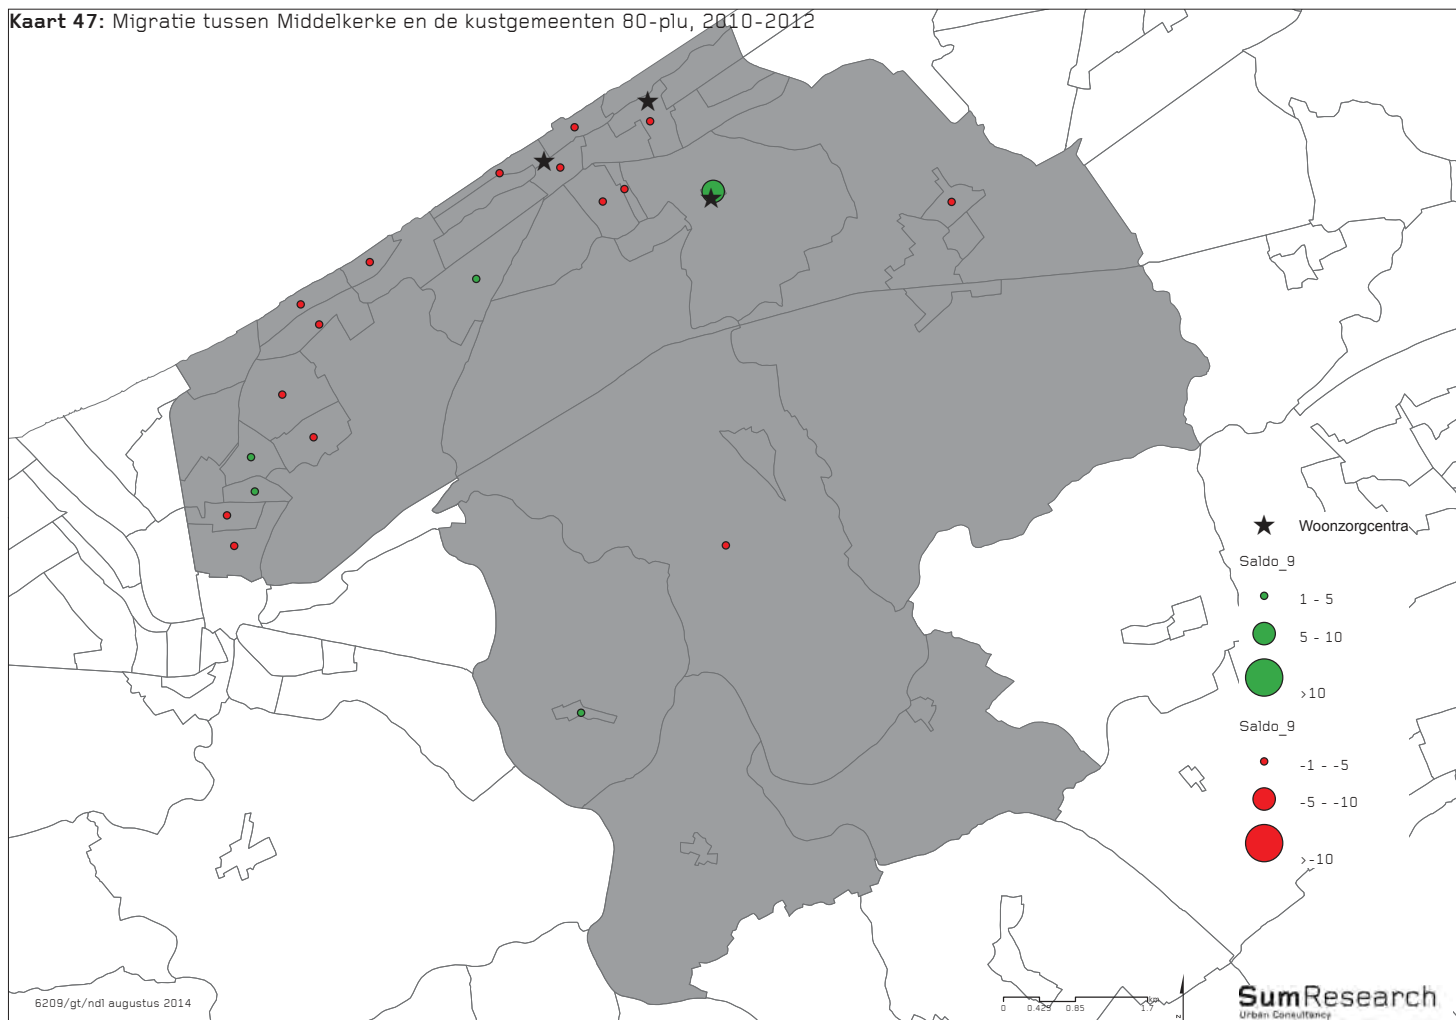 Kaart 47: Migratie tussen Middelkerke en de kustgemeenten 80-plu, 2010-2012
Woonzorgcentra
Saldo_9
1 - 5
5 - 10
>10
Saldo_9
-1 - -5
-5 - -10
>-10
6209/gt/ndl augustus 2014
km
0 0.425 0.85 1.7
z
SumResearch
Urban Consultancy